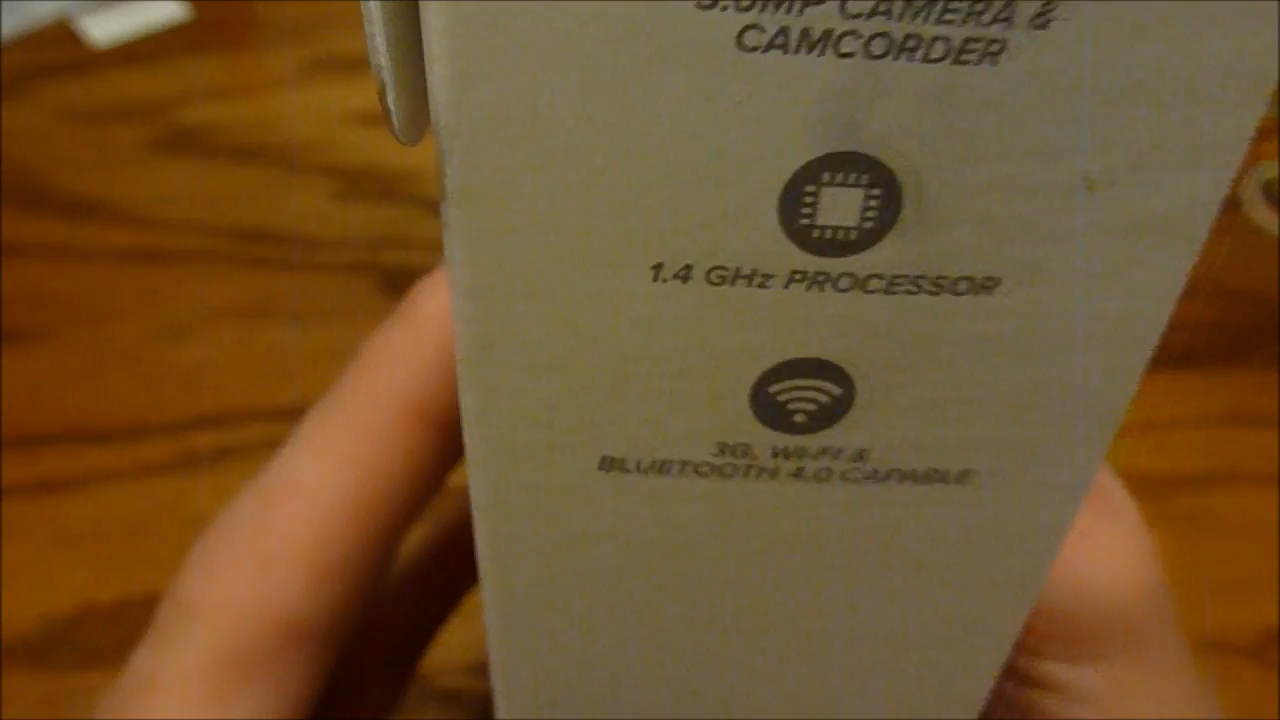 CAMERA &
CAMCORDER
1.4 GHz PROCESSOR
3G, WI-FI &
BLUETOOTH 4.0 CAPABLE